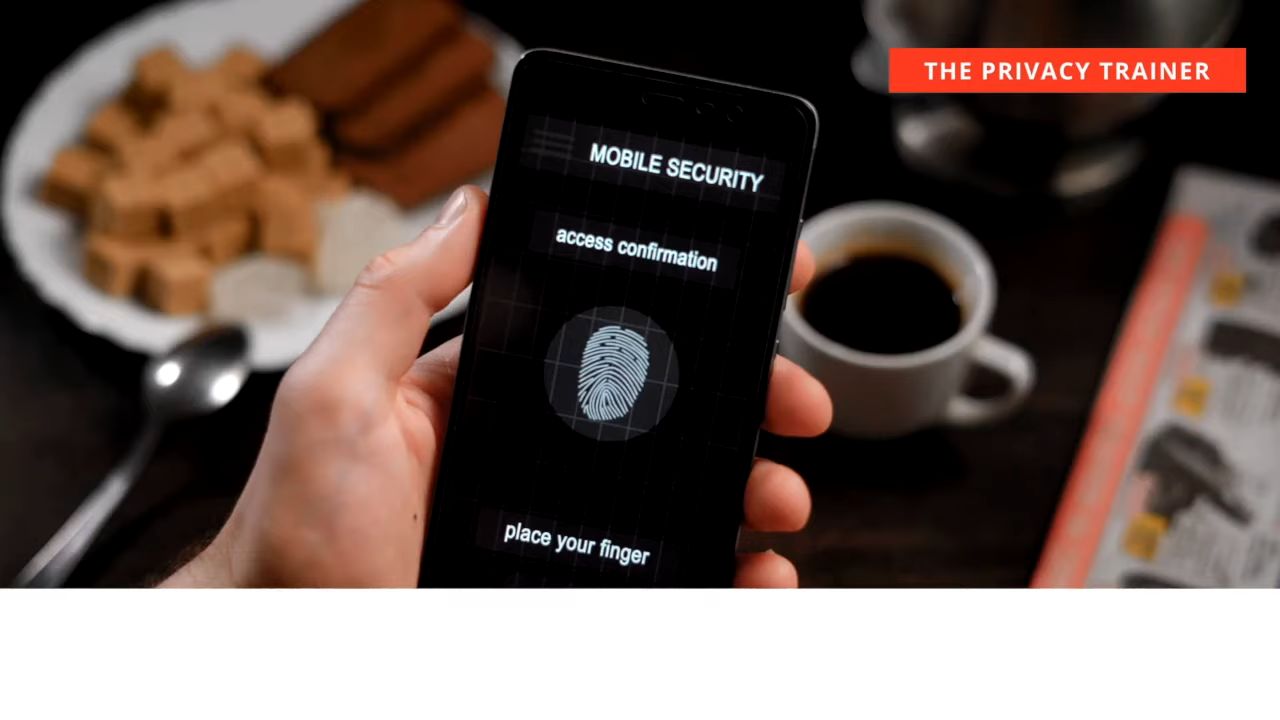 THE PRIVACY TRAINER
MOBILE SECURITY
access confirmation
place your finger